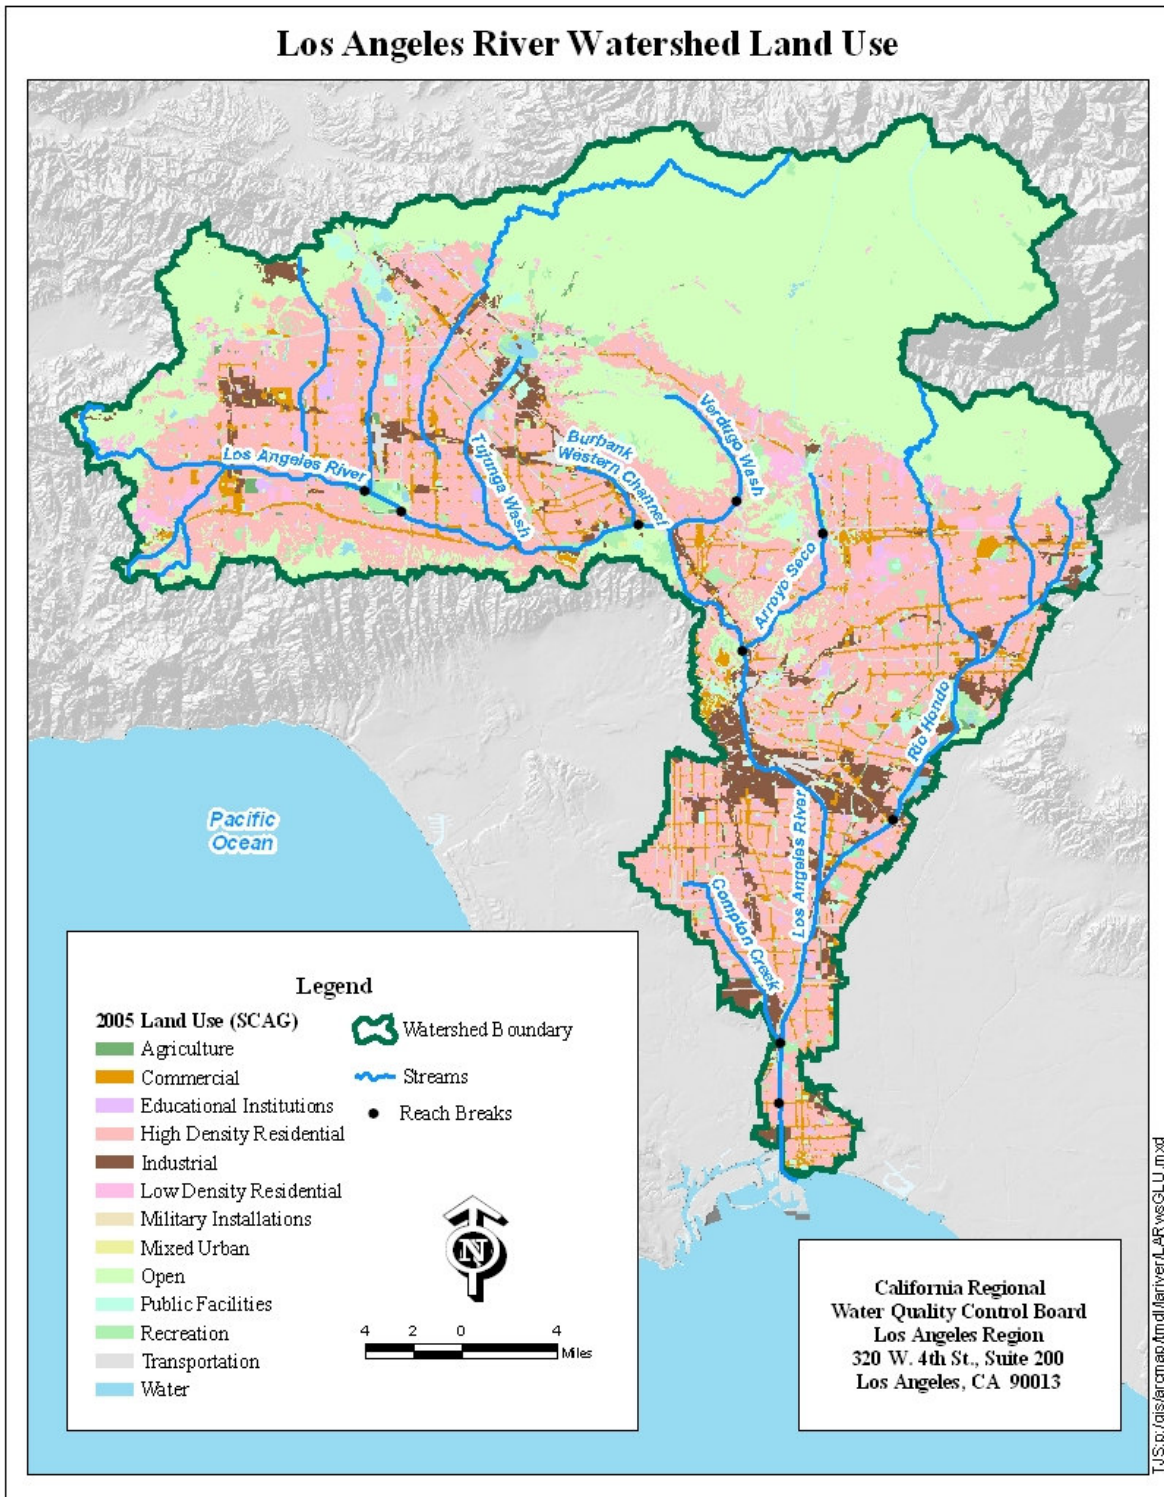 Los Angeles River Watershed Land Use
Verdugo Wash
Burbank
Western Channel
Tujunga Wash
Los Angeles River
Arroyo Seco
Rio Hondo
Pacific
Ocean
Los Angeles River
Compton Creek
Legend
2005 Land Use (SCAG)
Agriculture
Commercial
Educational Institutions
High Density Residential
Industrial
Low Density Residential
Military Installations
Mixed Urban
Open
Public Facilities
Recreation
Transportation
Water
Watershed Boundary
Streams
Reach Breaks
N
4 2 0 4
Miles
California Regional
Water Quality Control Board
Los Angeles Region
320 W. 4th St., Suite 200
Los Angeles, CA 90013
TJS:p:/gis/arcmap/tmdl/lariver/LARwsGLU.mxd